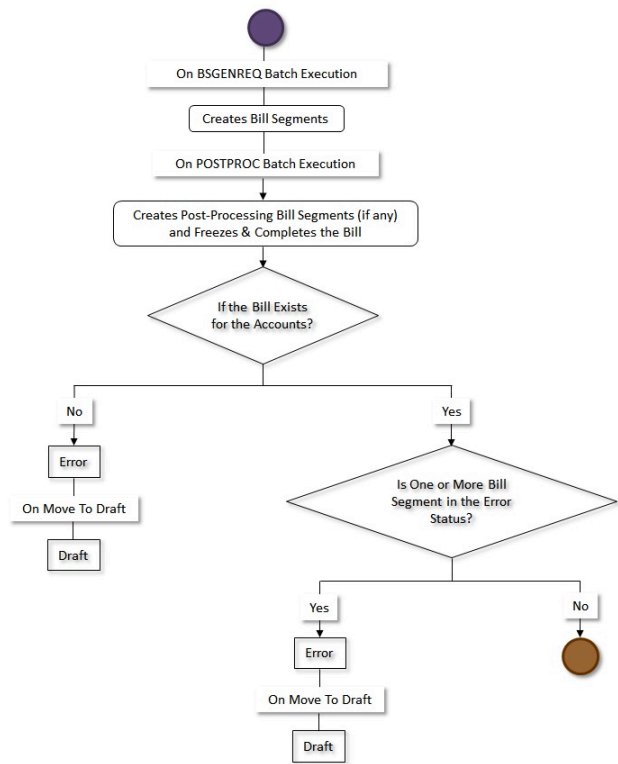 On BSGENREQ Batch Execution
Creates Bill Segments
On POSTPROC Batch Execution
Creates Post-Processing Bill Segments (if any)
and Freezes & Completes the Bill
If the Bill Exists
for the Accounts?
No
Yes
Error
Is One or More Bill
Segment in the Error
Status?
On Move To Draft
Draft
Yes
No
Error
On Move To Draft
Draft